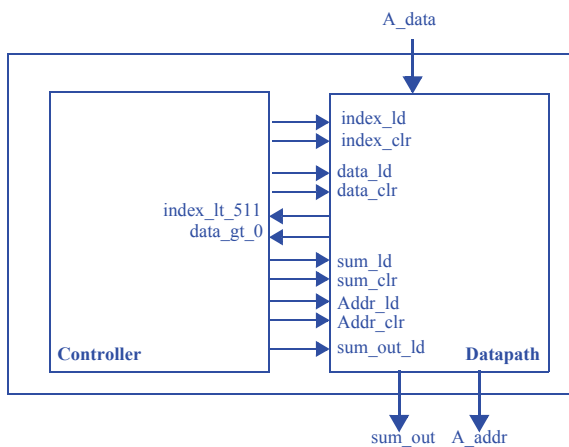 A_data
index_ld
index_clr
data_ld
data_clr
index_lt_511
data_gt_0
sum_ld
sum_clr
Addr_ld
Addr_clr
sum_out_ld
Controller
Datapath
sum_out
A_addr